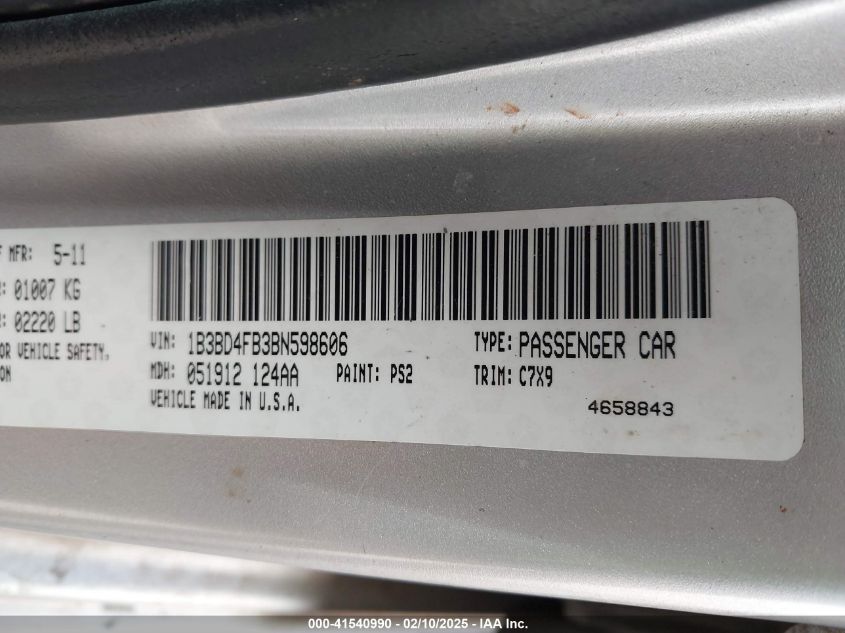 MFR: 5-11
01007 KG
02220 LB
OR VEHICLE SAFETY,
ON
VIN: 1B3BD4FB3BN598606 TYPE: PASSENGER CAR
MDH: 051912 124AA PAINT: PS2 TRIM: C7X9
VEHICLE MADE IN U.S.A. 4658843
000-41540990 - 02/10/2025 - IAA Inc.